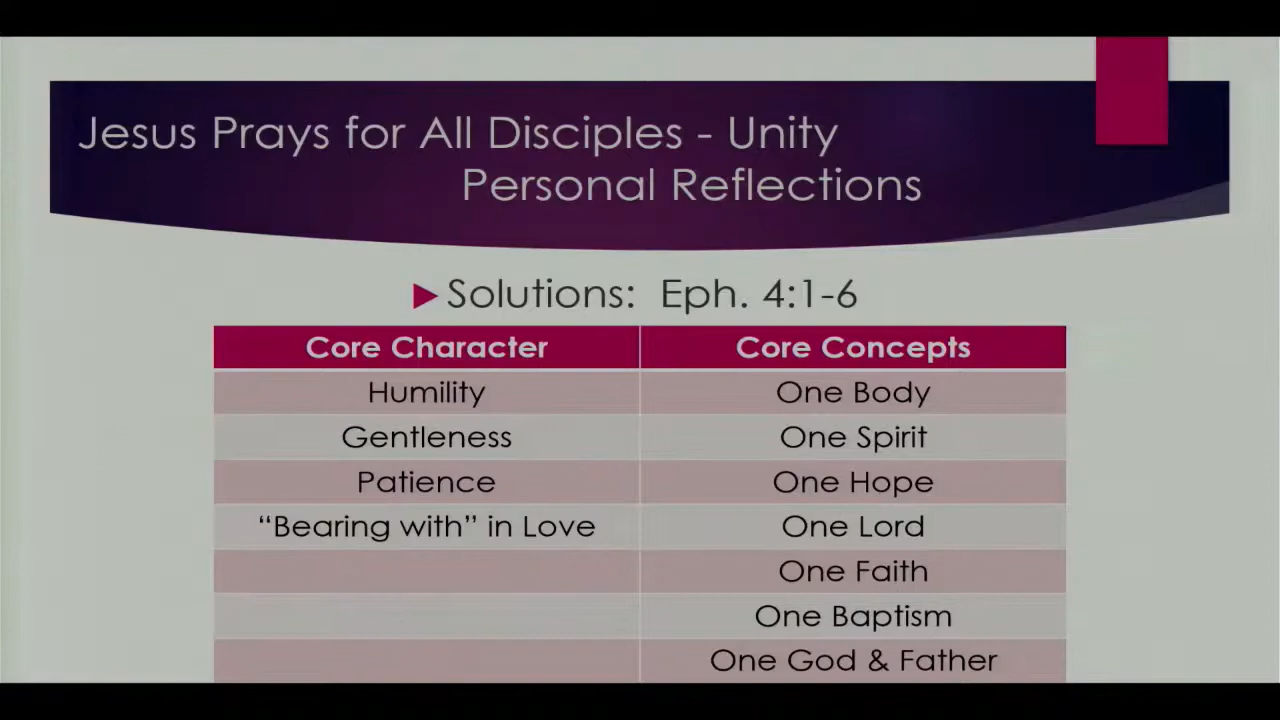 Jesus Prays for All Disciples - Unity
Personal Reflections
Solutions: Eph. 4:1-6
Core Character Core Concepts
Humility One Body
Gentleness One Spirit
Patience One Hope
“Bearing with” in Love One Lord
One Faith
One Baptism
One God & Father